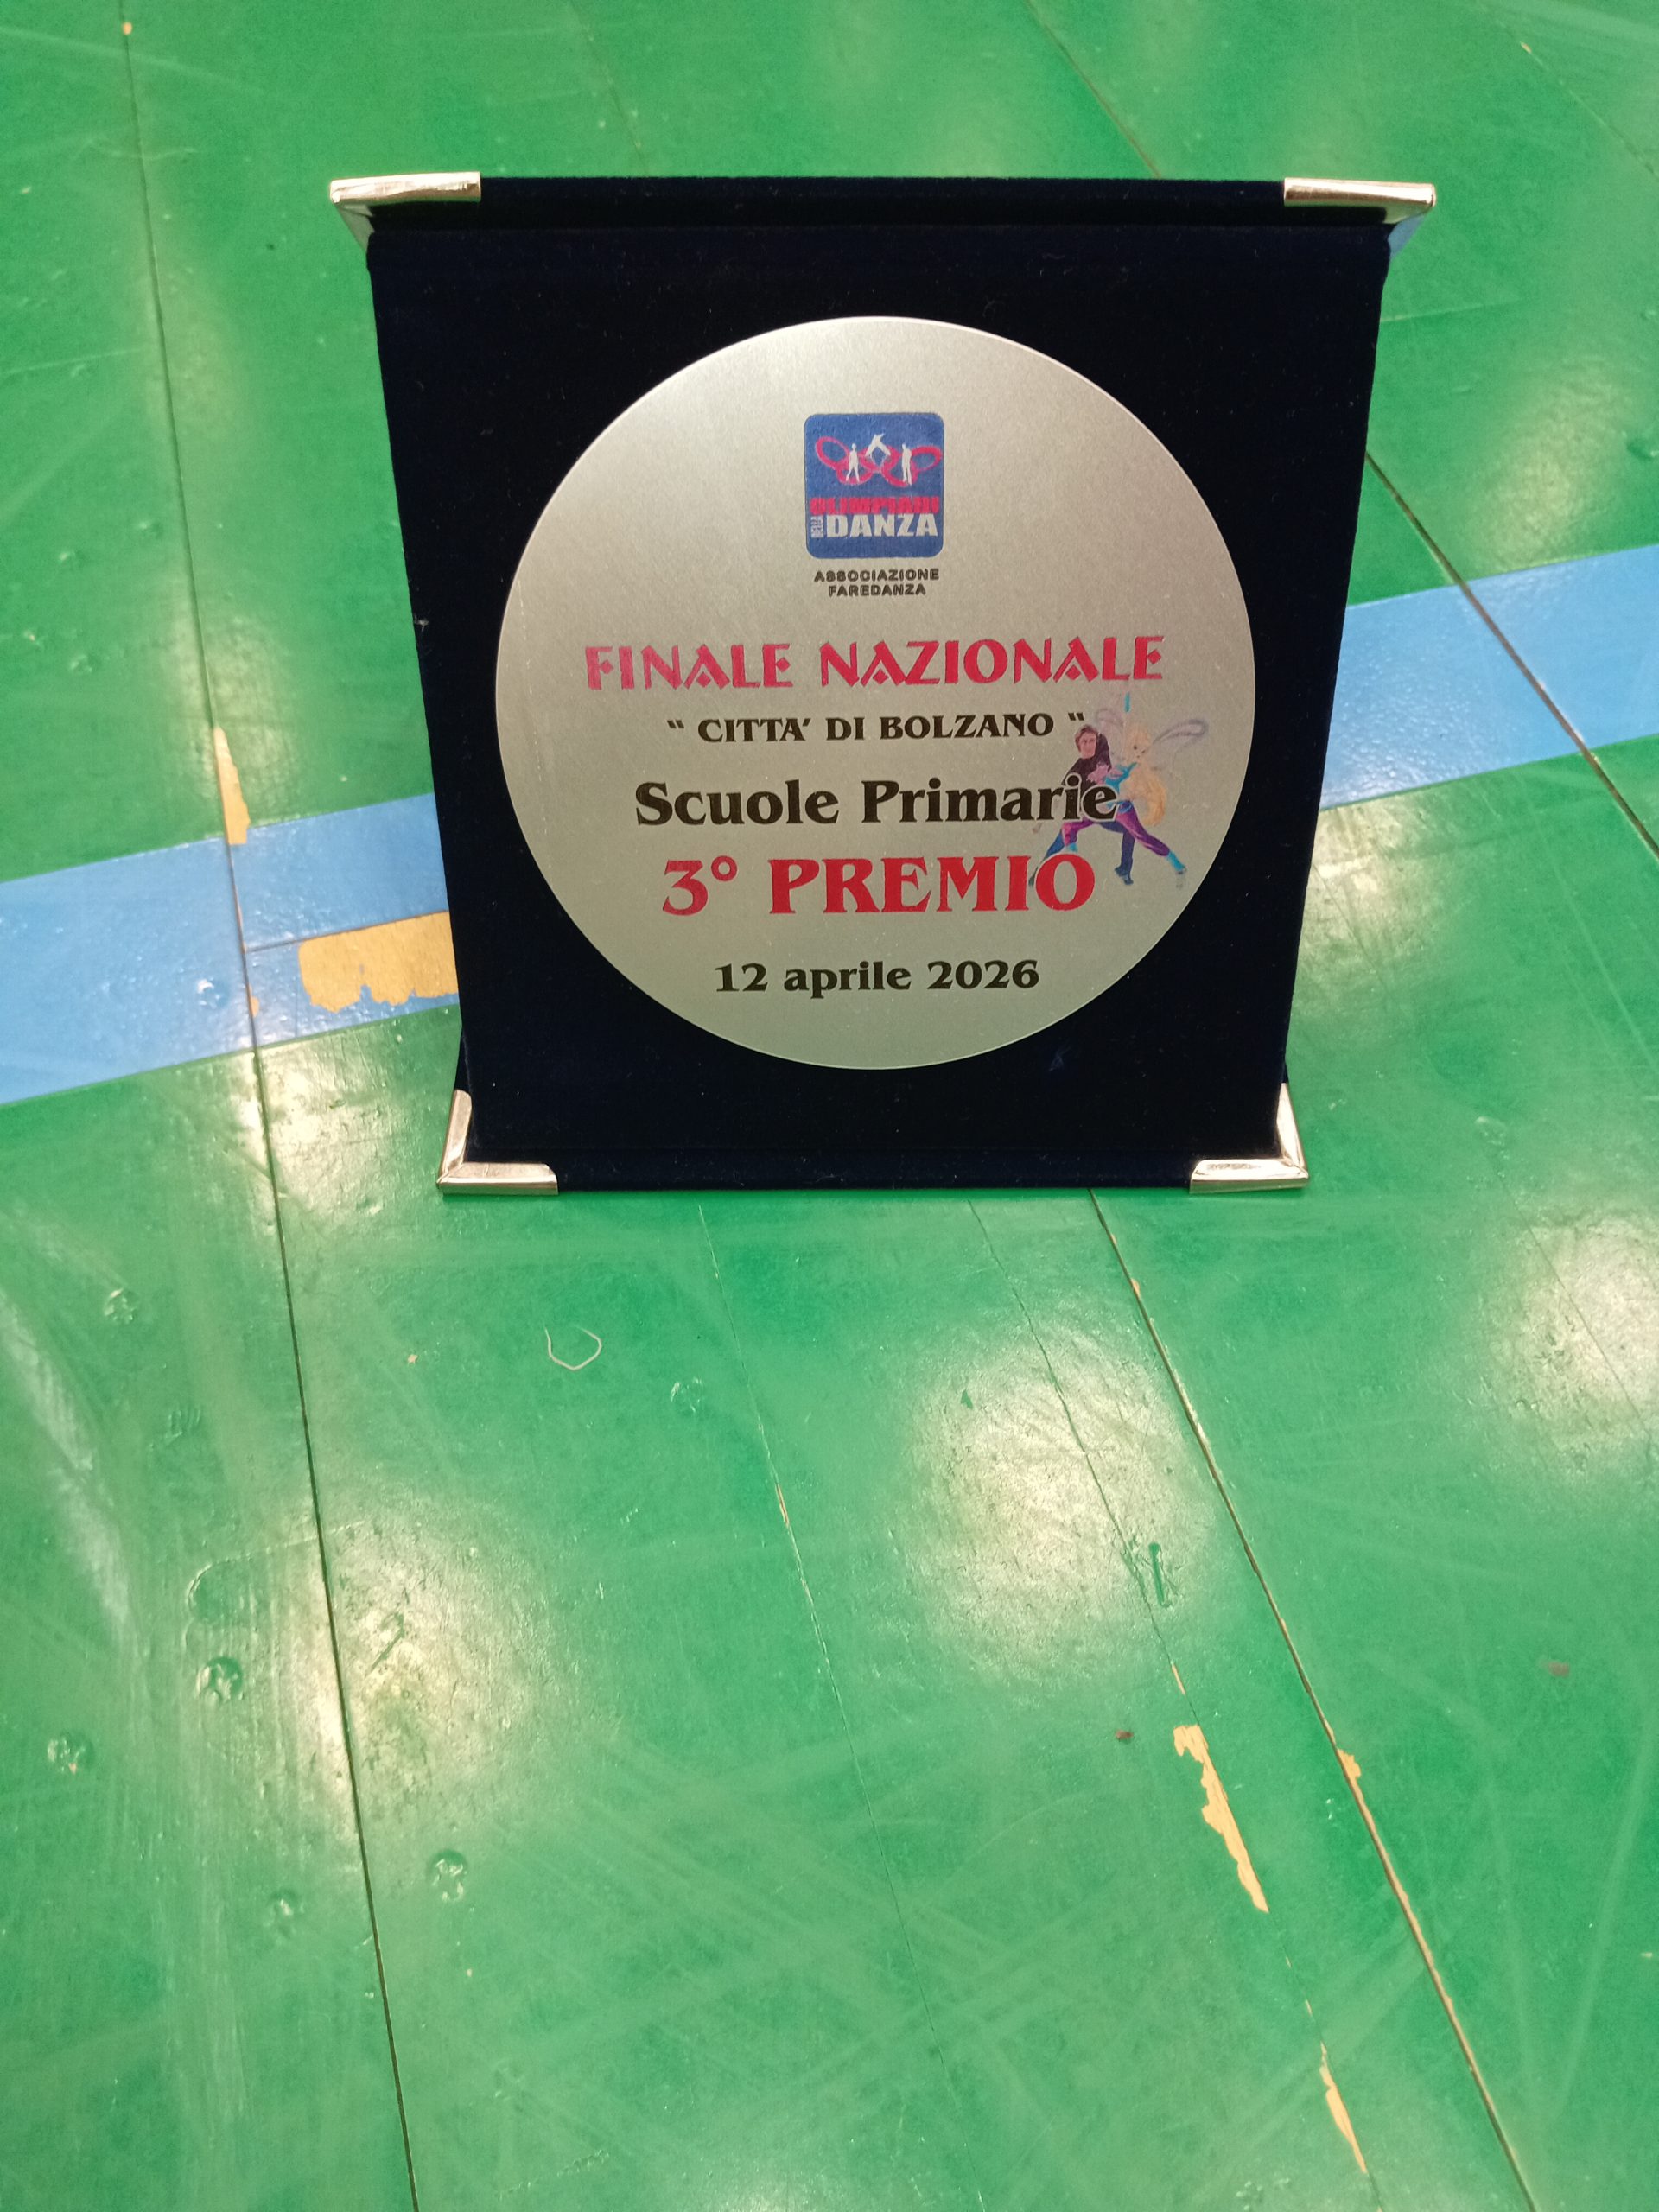 OLIMPIADI
DELLA DANZA
ASSOCIAZIONE
FAREDANZA
FINALE NAZIONALE
“ CITTA’ DI BOLZANO “
Scuole Primarie
3° PREMIO
12 aprile 2026